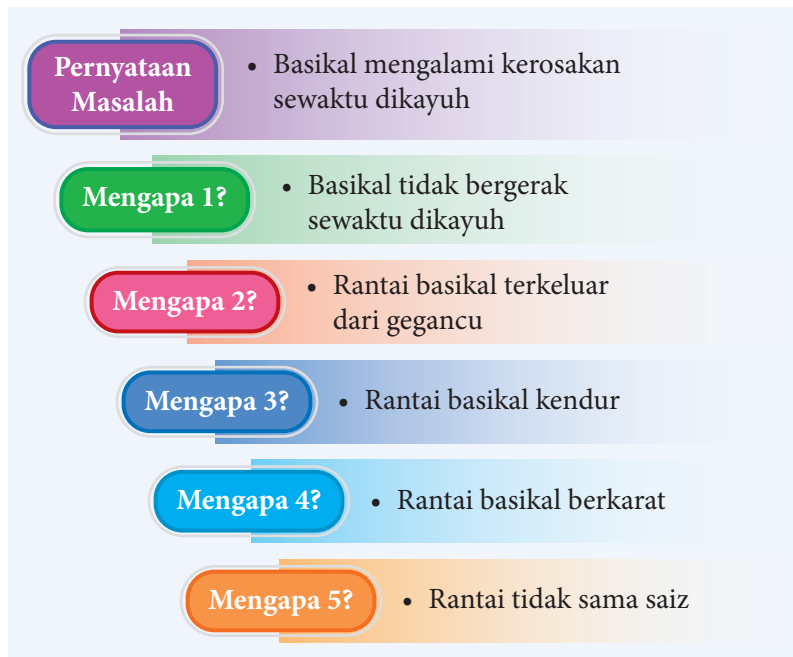 Pernyataan
Masalah
• Basikal mengalami kerosakan
sewaktu dikayuh
Mengapa 1?
• Basikal tidak bergerak
sewaktu dikayuh
Mengapa 2?
• Rantai basikal terkeluar
dari gegancu
Mengapa 3?
• Rantai basikal kendur
Mengapa 4?
• Rantai basikal berkarat
Mengapa 5?
• Rantai tidak sama saiz